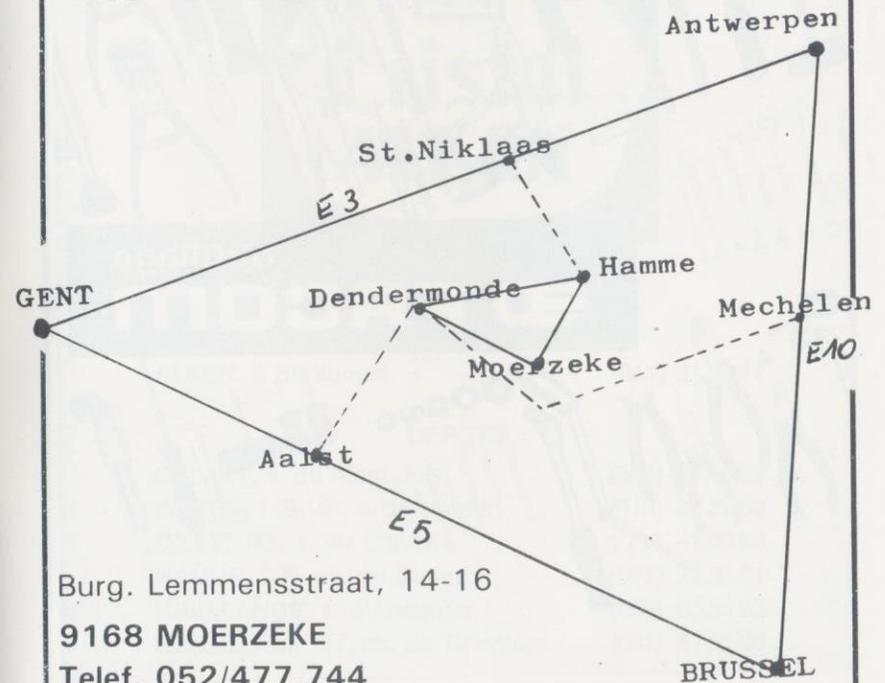 Antwerpen
St.Niklaas
E3
Hamme
GENT
Dendermonde
Mechelen
E10
Moerzeke
Aalst
E5
Burg. Lemmensstraat, 14-16
9168 MOERZEKE
Telef. 052/477 744
BRUSSEL